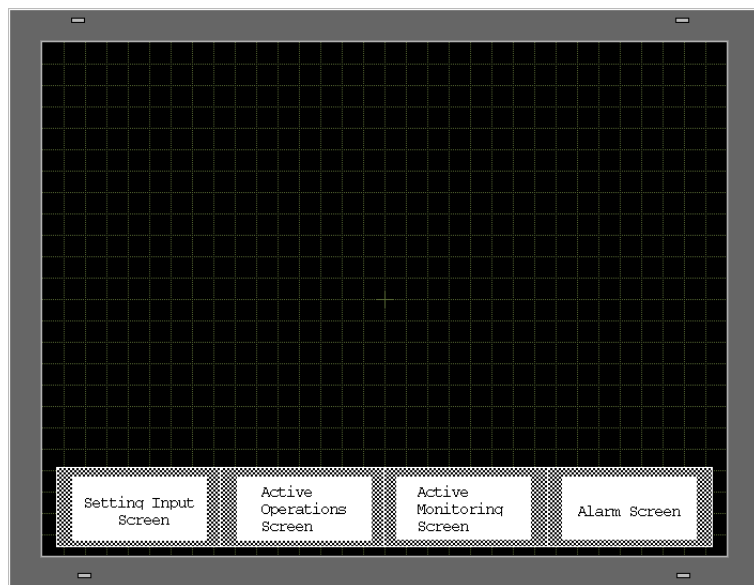 Setting Input
Screen
Active
Operations
Screen
Active
Monitoring
Screen
Alarm Screen